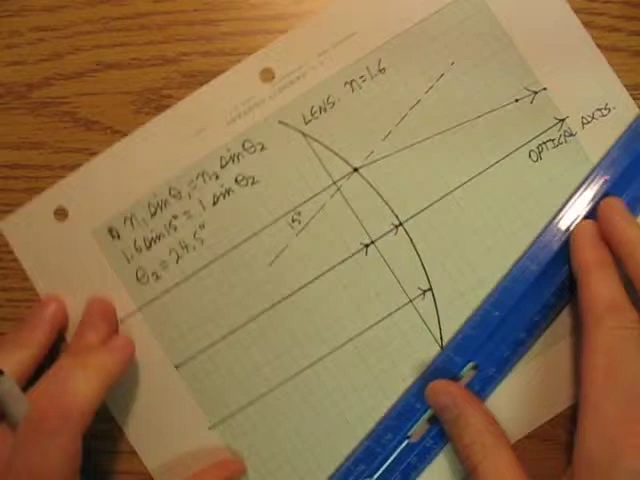 LENS. n=1.6
1) n₁ sin θ₁ = n₂ sin θ₂
1.6 sin 15° = 1 sin θ₂
θ₂ = 24.5°
15°
OPTICAL AXIS.